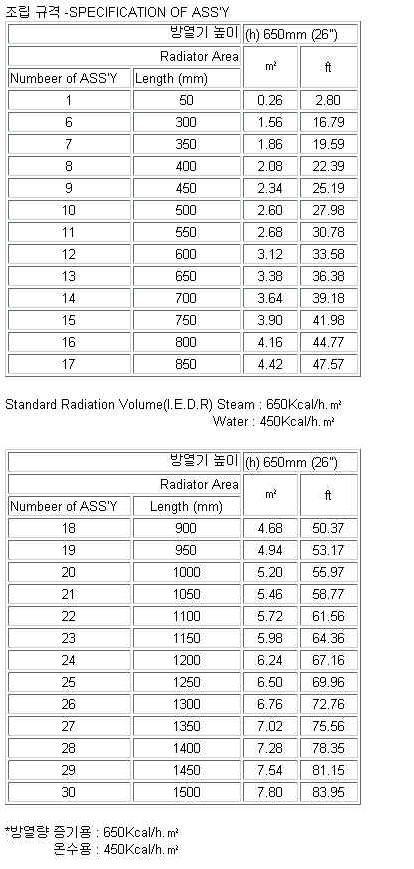 조립 규격 -SPECIFICATION OF ASS'Y
방열기 높이 (h) 650mm (26")
Radiator Area ㎡ ft
Numbeer of ASS'Y Length (mm)
1 50 0.26 2.80
6 300 1.56 16.79
7 350 1.86 19.59
8 400 2.08 22.39
9 450 2.34 25.19
10 500 2.60 27.98
11 550 2.68 30.78
12 600 3.12 33.58
13 650 3.38 36.38
14 700 3.64 39.18
15 750 3.90 41.98
16 800 4.16 44.77
17 850 4.42 47.57
Standard Radiation Volume(I.E.D.R) Steam : 650Kcal/h.㎡
Water : 450Kcal/h.㎡
방열기 높이 (h) 650mm (26")
Radiator Area ㎡ ft
Numbeer of ASS'Y Length (mm)
18 900 4.68 50.37
19 950 4.94 53.17
20 1000 5.20 55.97
21 1050 5.46 58.77
22 1100 5.72 61.56
23 1150 5.98 64.36
24 1200 6.24 67.16
25 1250 6.50 69.96
26 1300 6.76 72.76
27 1350 7.02 75.56
28 1400 7.28 78.35
29 1450 7.54 81.15
30 1500 7.80 83.95
*방열량 증기용 : 650Kcal/h.㎡
온수용 : 450Kcal/h.㎡